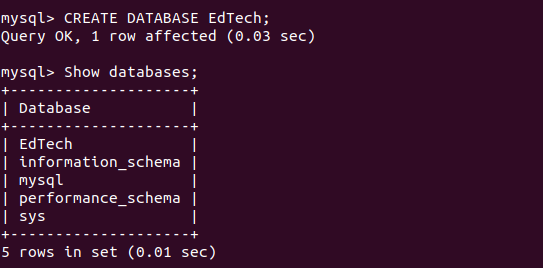 mysql> CREATE DATABASE EdTech;
Query OK, 1 row affected (0.03 sec)
mysql> Show databases;
+--------------------+
| Database           |
+--------------------+
| EdTech             |
| information_schema |
| mysql              |
| performance_schema |
| sys                |
+--------------------+
5 rows in set (0.01 sec)